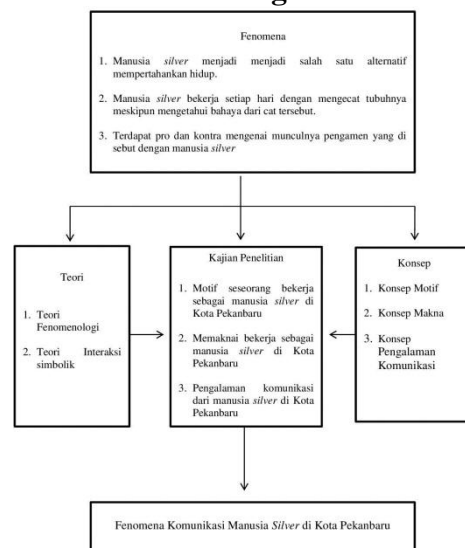 Fenomena
1. Manusia silver menjadi menjadi salah satu alternatif
mempertahankan hidup.
2. Manusia silver bekerja setiap hari dengan mengecat tubuhnya
meskipun mengetahui bahaya dari cat tersebut.
3. Terdapat pro dan kontra mengenai munculnya pengamen yang di
sebut dengan manusia silver
Teori
1. Teori
Fenomenologi
2. Teori Interaksi
simbolik
Kajian Penelitian
1. Motif seseorang bekerja
sebagai manusia silver di
Kota Pekanbaru
2. Memaknai bekerja sebagai
manusia silver di Kota
Pekanbaru
3. Pengalaman komunikasi
dari manusia silver di Kota
Pekanbaru
Konsep
1. Konsep Motif
2. Konsep Makna
3. Konsep
Pengalaman
Komunikasi
Fenomena Komunikasi Manusia Silver di Kota Pekanbaru